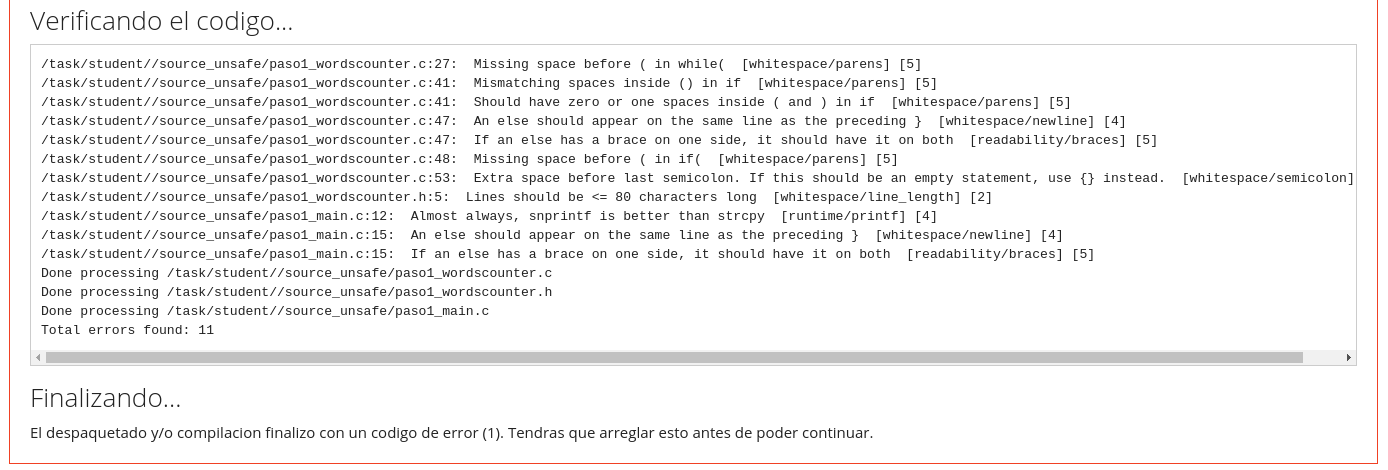 Verificando el codigo...
/task/student//source_unsafe/paso1_wordscounter.c:27:  Missing space before ( in while(  [whitespace/parens] [5]
/task/student//source_unsafe/paso1_wordscounter.c:41:  Mismatching spaces inside () in if  [whitespace/parens] [5]
/task/student//source_unsafe/paso1_wordscounter.c:41:  Should have zero or one spaces inside ( and ) in if  [whitespace/parens] [5]
/task/student//source_unsafe/paso1_wordscounter.c:47:  An else should appear on the same line as the preceding }  [whitespace/newline] [4]
/task/student//source_unsafe/paso1_wordscounter.c:47:  If an else has a brace on one side, it should have it on both  [readability/braces] [5]
/task/student//source_unsafe/paso1_wordscounter.c:48:  Missing space before ( in if(  [whitespace/parens] [5]
/task/student//source_unsafe/paso1_wordscounter.c:53:  Extra space before last semicolon. If this should be an empty statement, use {} instead.  [whitespace/semicolon]
/task/student//source_unsafe/paso1_wordscounter.h:5:  Lines should be <= 80 characters long  [whitespace/line_length] [2]
/task/student//source_unsafe/paso1_main.c:12:  Almost always, snprintf is better than strcpy  [runtime/printf] [4]
/task/student//source_unsafe/paso1_main.c:15:  An else should appear on the same line as the preceding }  [whitespace/newline] [4]
/task/student//source_unsafe/paso1_main.c:15:  If an else has a brace on one side, it should have it on both  [readability/braces] [5]
Done processing /task/student//source_unsafe/paso1_wordscounter.c
Done processing /task/student//source_unsafe/paso1_wordscounter.h
Done processing /task/student//source_unsafe/paso1_main.c
Total errors found: 11
Finalizando...
El despaquetado y/o compilacion finalizo con un codigo de error (1). Tendras que arreglar esto antes de poder continuar.